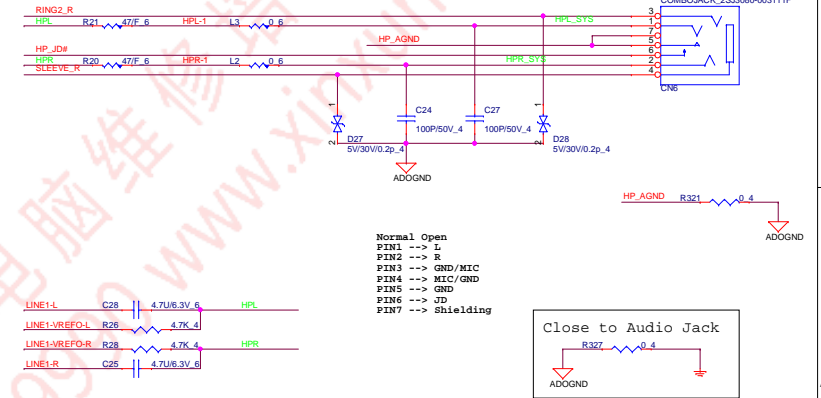 RING2_R
HPL R21 47/F_6 HPL-1 L3 0_6 HPL_SYS
HP_AGND
HP_JD#
HPR R20 47/F_6 HPR-1 L2 0_6 HPR_SYS
SLEEVE_R
3
1
7
5
6
2
4
CN6
1
2
D27
5V/30V/0.2p_4
C24
100P/50V_4
C27
100P/50V_4
1
2
D28
5V/30V/0.2p_4
ADOGND
HP_AGND R321 0_4
ADOGND
Normal Open
PIN1 --> L
PIN2 --> R
PIN3 --> GND/MIC
PIN4 --> MIC/GND
PIN5 --> GND
PIN6 --> JD
PIN7 --> Shielding
LINE1-L C28 4.7U/6.3V_6 HPL
LINE1-VREFO-L R26 4.7K_4
LINE1-VREFO-R R28 4.7K_4 HPR
LINE1-R C25 4.7U/6.3V_6
Close to Audio Jack
R327 0_4
ADOGND